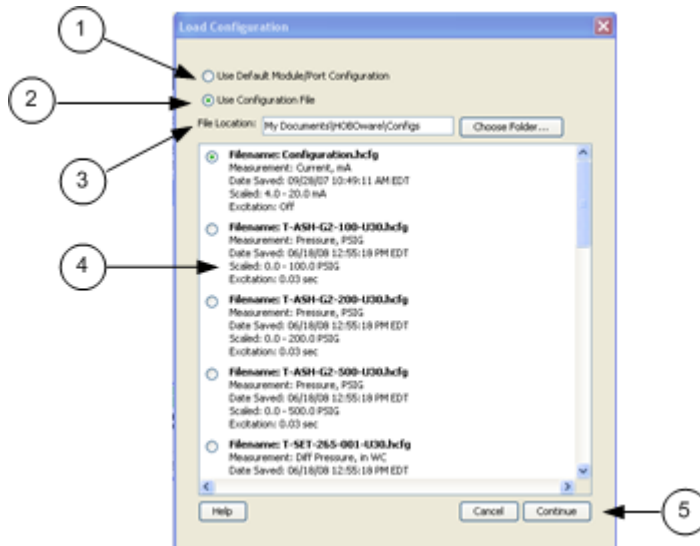 Load Configuration
1
Use Default Module/Port Configuration
2
Use Configuration File
File Location: My Documents\HOBOware\Configs Choose Folder...
3
Filename: Configuration.hcfg
Measurement: Current, mA
Date Saved: 09/28/07 10:49:11 AM EDT
Scaled: 4.0 - 20.0 mA
Excitation: Off
Filename: T-ASH-G2-100-U30.hcfg
Measurement: Pressure, PSIG
Date Saved: 06/18/08 12:55:18 PM EDT
4
Scaled: 0.0 - 100.0 PSIG
Excitation: 0.03 sec
Filename: T-ASH-G2-200-U30.hcfg
Measurement: Pressure, PSIG
Date Saved: 06/18/08 12:55:18 PM EDT
Scaled: 0.0 - 200.0 PSIG
Excitation: 0.03 sec
Filename: T-ASH-G2-500-U30.hcfg
Measurement: Pressure, PSIG
Date Saved: 06/18/08 12:55:18 PM EDT
Scaled: 0.0 - 500.0 PSIG
Excitation: 0.03 sec
Filename: T-SET-265-001-U30.hcfg
Measurement: Diff Pressure, in WC
Date Saved: 06/18/08 12:55:18 PM EDT
Help Cancel Continue
5